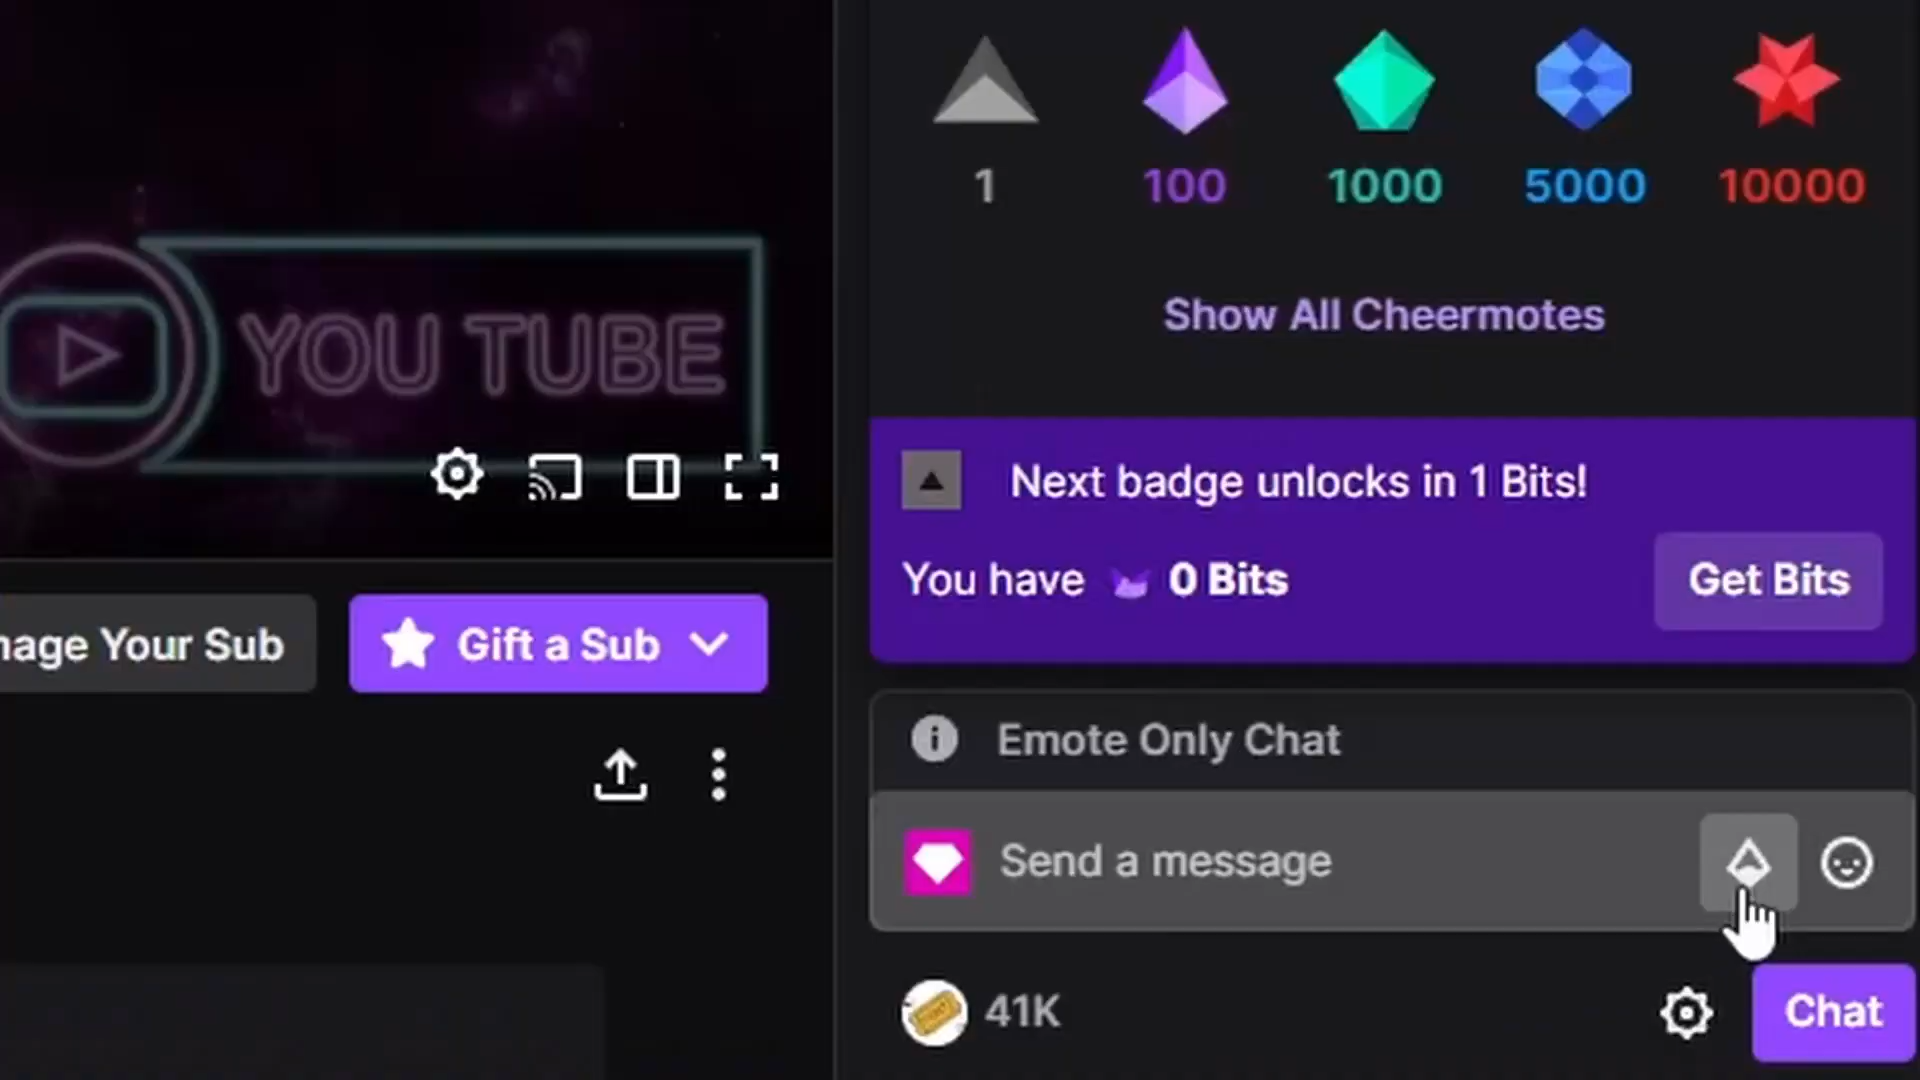 1
100
1000
5000
10000
Show All Cheermotes
YOU TUBE
Next badge unlocks in 1 Bits!
You have 0 Bits
Get Bits
nage Your Sub
Gift a Sub
Emote Only Chat
Send a message
41K
Chat